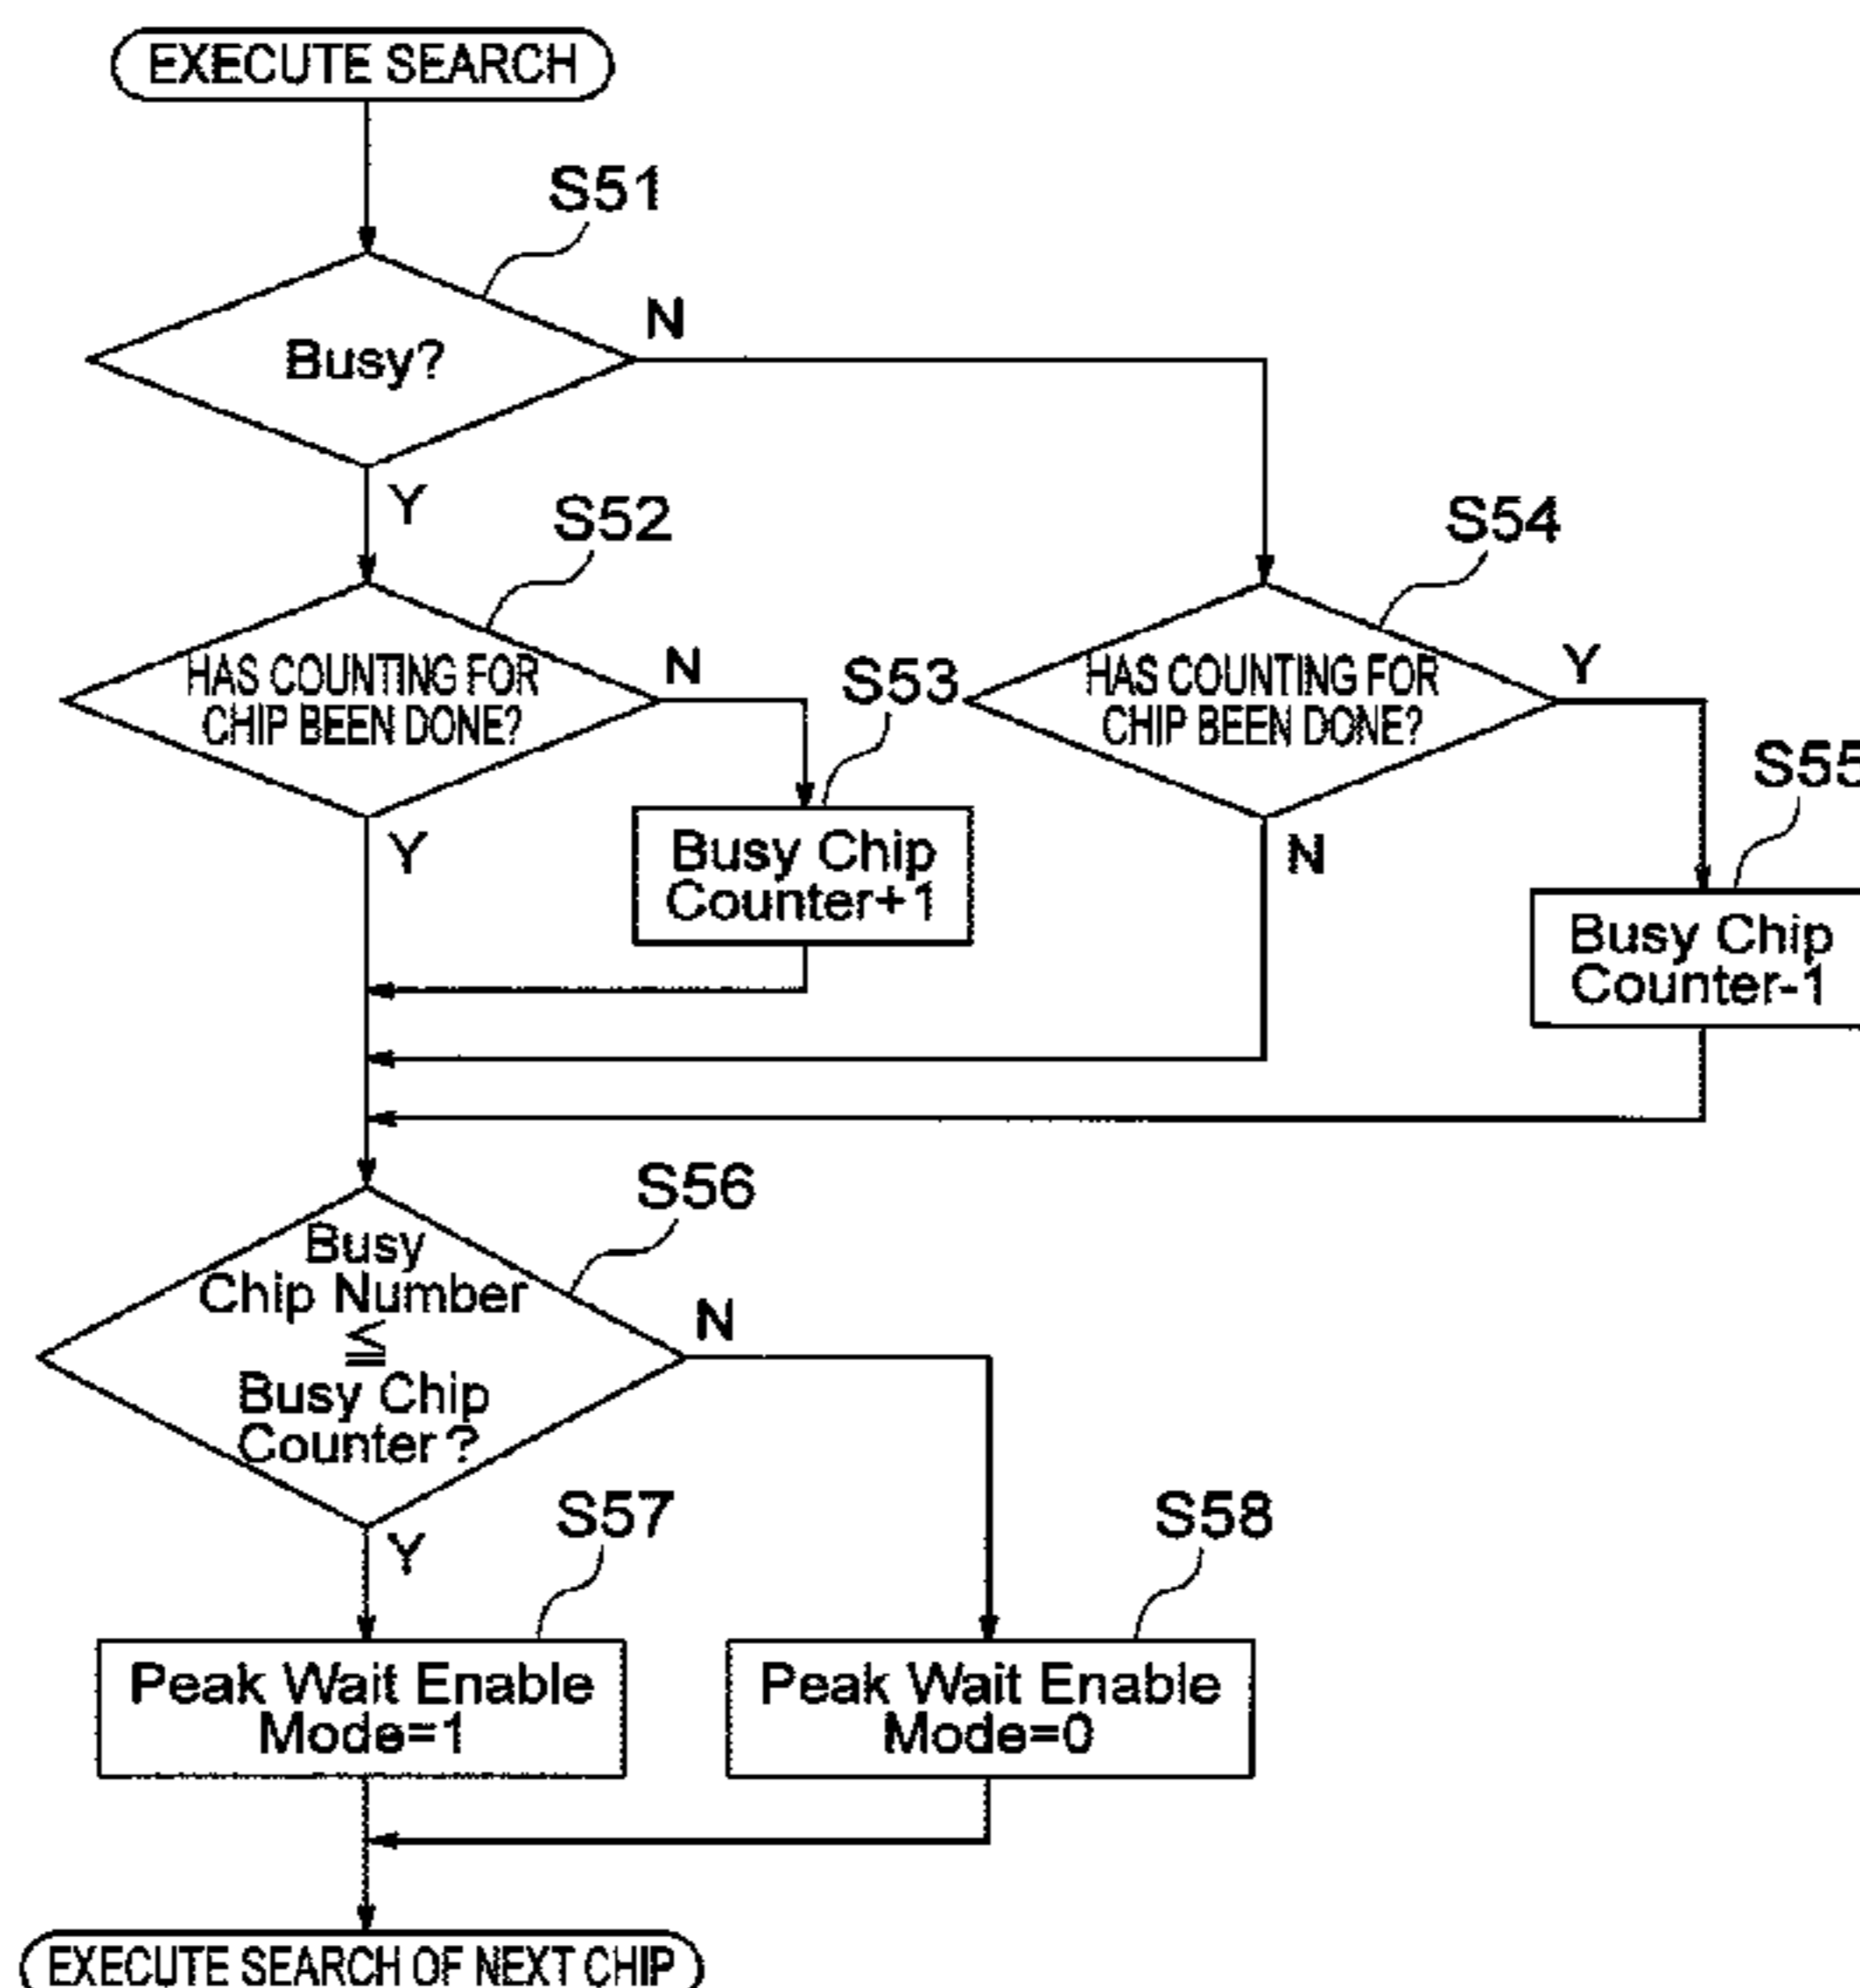 EXECUTE SEARCH
S51
Busy?
N
Y
S52
S54
HAS COUNTING FOR
CHIP BEEN DONE?
N
S53
HAS COUNTING FOR
CHIP BEEN DONE?
Y
S55
Y
Busy Chip
Counter+1
N
Busy Chip
Counter-1
S56
Busy
Chip Number
≦
Busy Chip
Counter?
N
Y
S57
S58
Peak Wait Enable
Mode=1
Peak Wait Enable
Mode=0
EXECUTE SEARCH OF NEXT CHIP